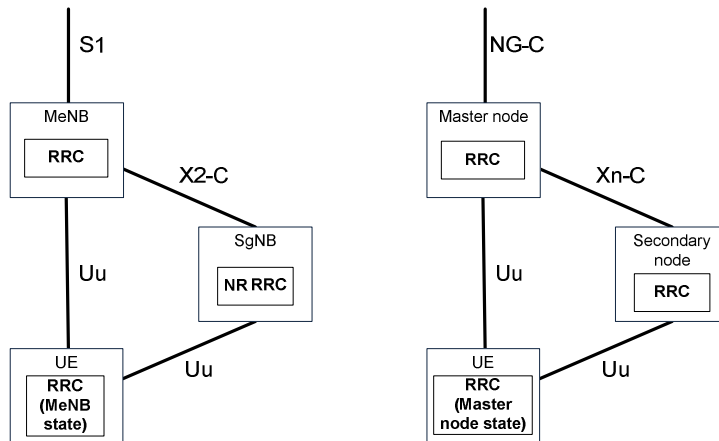 S1
MeNB
RRC
X2-C
SgNB
NR RRC
Uu
Uu
UE
RRC
(MeNB
state)
NG-C
Master node
RRC
Xn-C
Secondary
node
RRC
Uu
Uu
UE
RRC
(Master
node state)